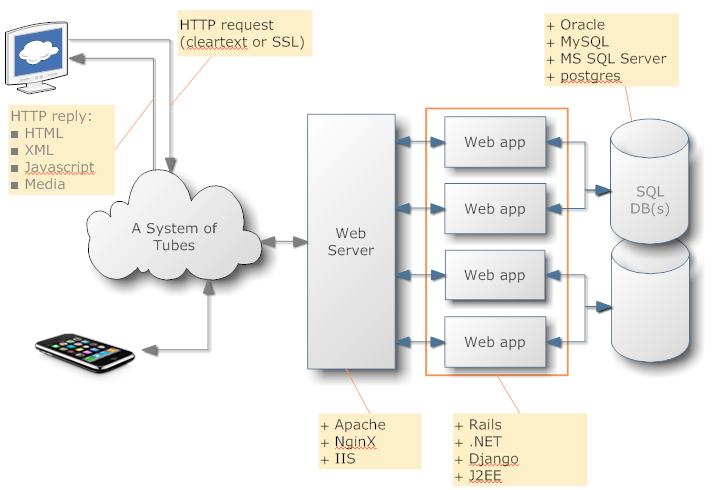 HTTP request
(cleartext or SSL)
HTTP reply:
■ HTML
■ XML
■ Javascript
■ Media
+ Oracle
+ MySQL
+ MS SQL Server
+ postgres
A System of
Tubes
Web
Server
Web app
Web app
Web app
Web app
SQL
DB(s)
+ Apache
+ NginX
+ IIS
+ Rails
+ .NET
+ Django
+ J2EE